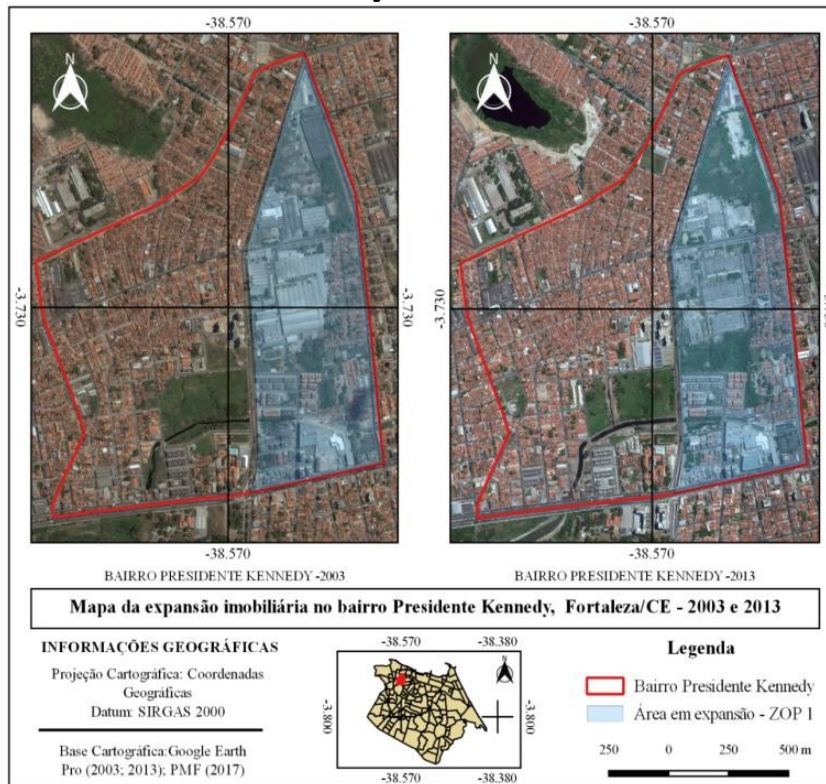 -38.570
-38.570
-3.730
-3.730
-3.730
-38.570
-38.570
BAIRRO PRESIDENTE KENNEDY -2003
BAIRRO PRESIDENTE KENNEDY -2013
Mapa da expansão imobiliária no bairro Presidente Kennedy, Fortaleza/CE - 2003 e 2013
INFORMAÇÕES GEOGRÁFICAS
Projeção Cartográfica: Coordenadas
Geográficas
Datum: SIRGAS 2000
Base Cartográfica:Google Earth
Pro (2003; 2013); PMF (2017)
-38.570
-38.380
-3.800
-3.800
-38.570
-38.380
Legenda
Bairro Presidente Kennedy
Área em expansão - ZOP 1
250
0
250
500 m